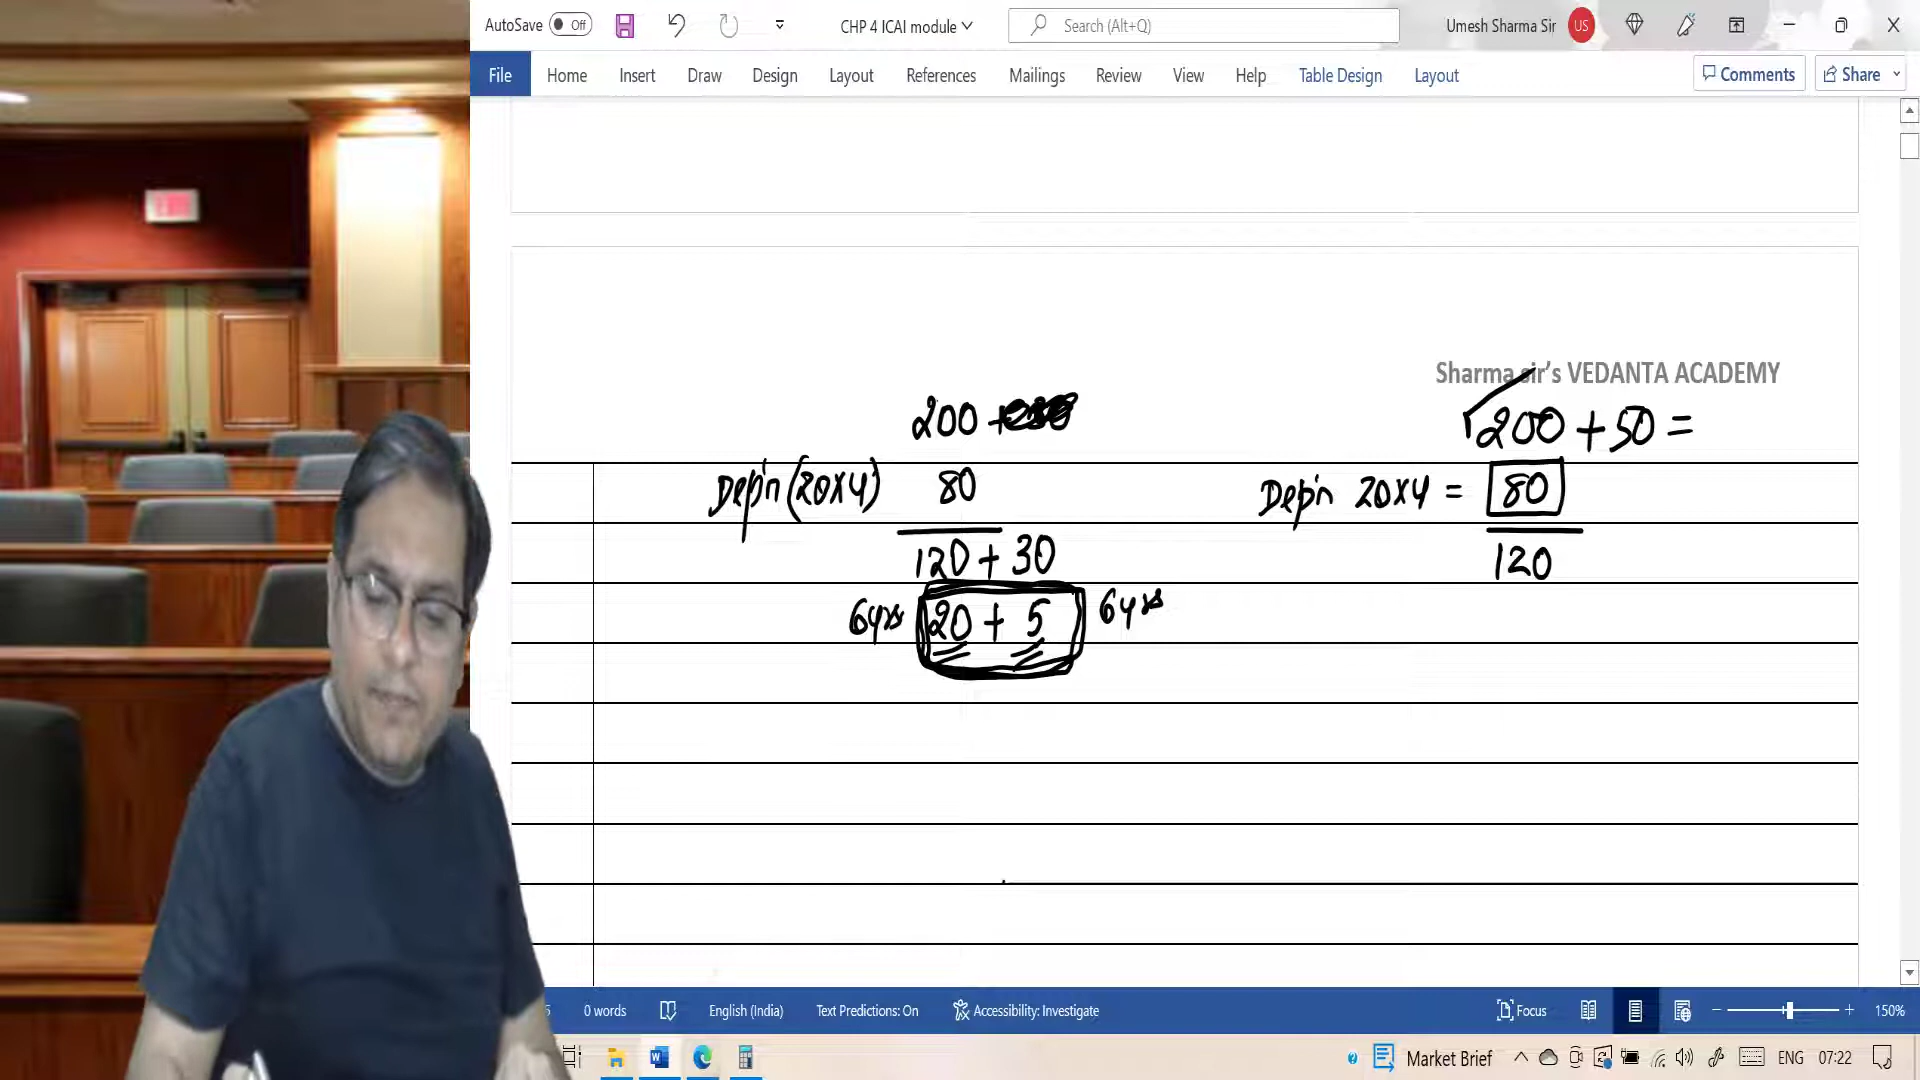 AutoSave Off CHP 4 ICAI module Search (Alt+Q) Umesh Sharma Sir US
File Home Insert Draw Design Layout References Mailings Review View Help Table Design Layout Comments Share
Sharma sir's VEDANTA ACADEMY
200 +
200 + 50 =
Dep'n (20x4) 80
Dep'n 20x4 = 80
120 + 30
120
6yrs 20 + 5 6yrs
5 0 words English (India) Text Predictions: On Accessibility: Investigate Focus 150%
Market Brief ENG 07:22